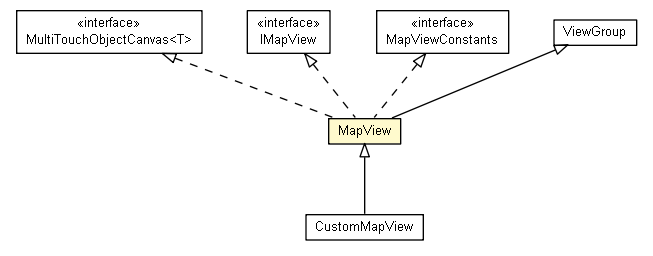 «interface»
MultiTouchObjectCanvas<T>
«interface»
IMapView
«interface»
MapViewConstants
ViewGroup
MapView
CustomMapView